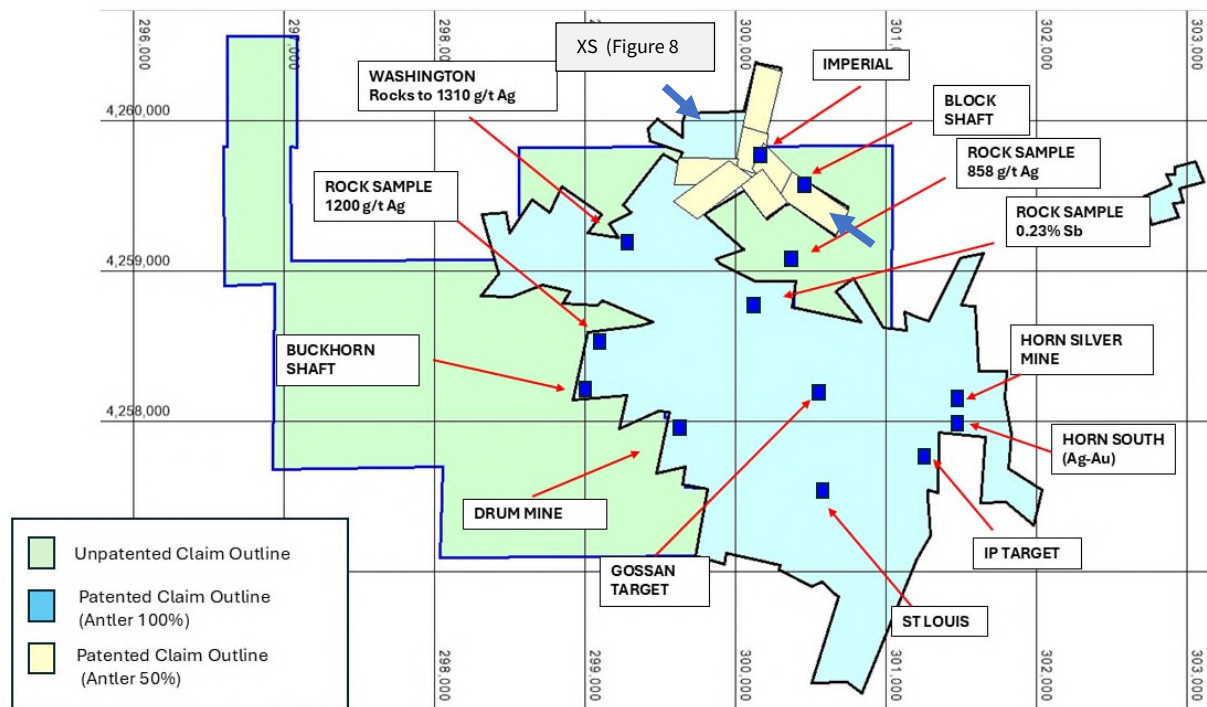 296,000
297,000
298,000
299,000
300,000
301,000
302,000
303,000
XS (Figure 8
IMPERIAL
WASHINGTON
Rocks to 1310 g/t Ag
BLOCK
SHAFT
4,260,000
ROCK SAMPLE
858 g/t Ag
ROCK SAMPLE
1200 g/t Ag
ROCK SAMPLE
0.23% Sb
4,259,000
BUCKHORN
SHAFT
HORN SILVER
MINE
4,258,000
HORN SOUTH
(Ag-Au)
DRUM MINE
IP TARGET
GOSSAN
TARGET
ST LOUIS
Unpatented Claim Outline
Patented Claim Outline
(Antler 100%)
Patented Claim Outline
(Antler 50%)
298,000
299,000
300,000
301,000
302,000
303,000